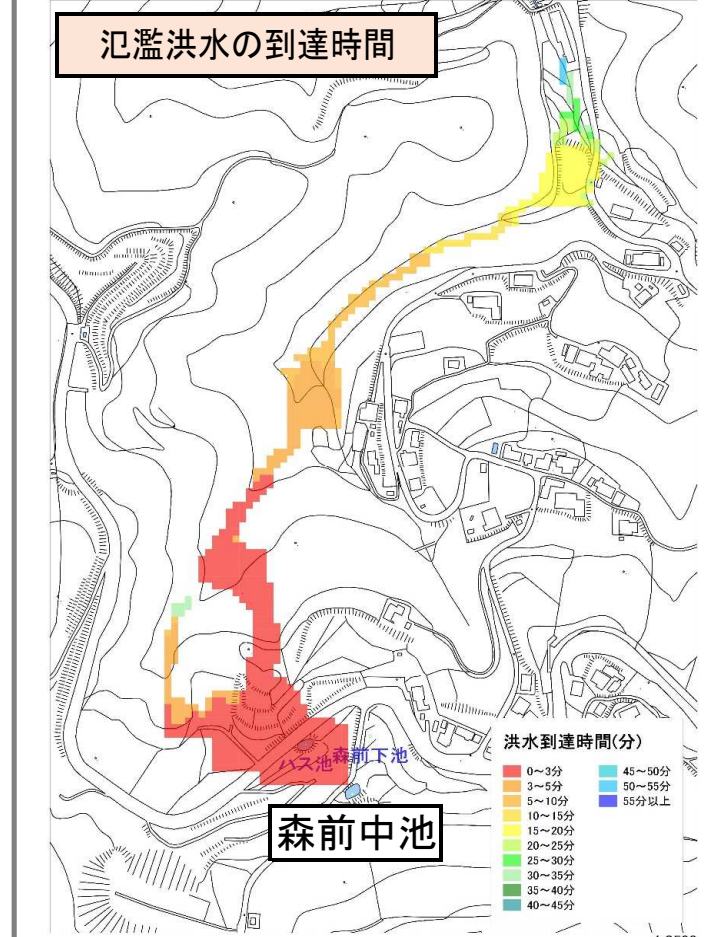 氾濫洪水の到達時間
ハス池
森前下池
森前中池
洪水到達時間(分)
0～3分
3～5分
5～10分
10～15分
15～20分
20～25分
25～30分
30～35分
35～40分
40～45分
45～50分
50～55分
55分以上